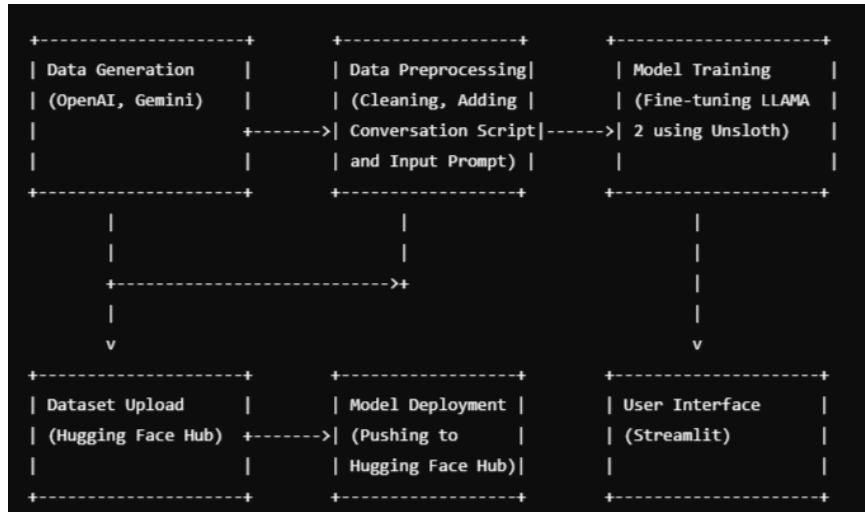 +---------------------+        +------------------+        +---------------------+
| Data Generation     |        | Data Preprocessing|        | Model Training      |
| (OpenAI, Gemini)    |        | (Cleaning, Adding |        | (Fine-tuning LLAMA  |
|                     +------->| Conversation Script|------>| 2 using Unsloth)    |
|                     |        | and Input Prompt) |        |                     |
+---------------------+        +------------------+        +---------------------+
        |                             |                             |
        |                             |                             |
        +---------------------------->+                             |
        |                                                           |
        v                                                           v
+---------------------+        +------------------+        +---------------------+
| Dataset Upload      |        | Model Deployment |        | User Interface      |
| (Hugging Face Hub)  +------->| (Pushing to      |        | (Streamlit)         |
|                     |        | Hugging Face Hub)|        |                     |
+---------------------+        +------------------+        +---------------------+